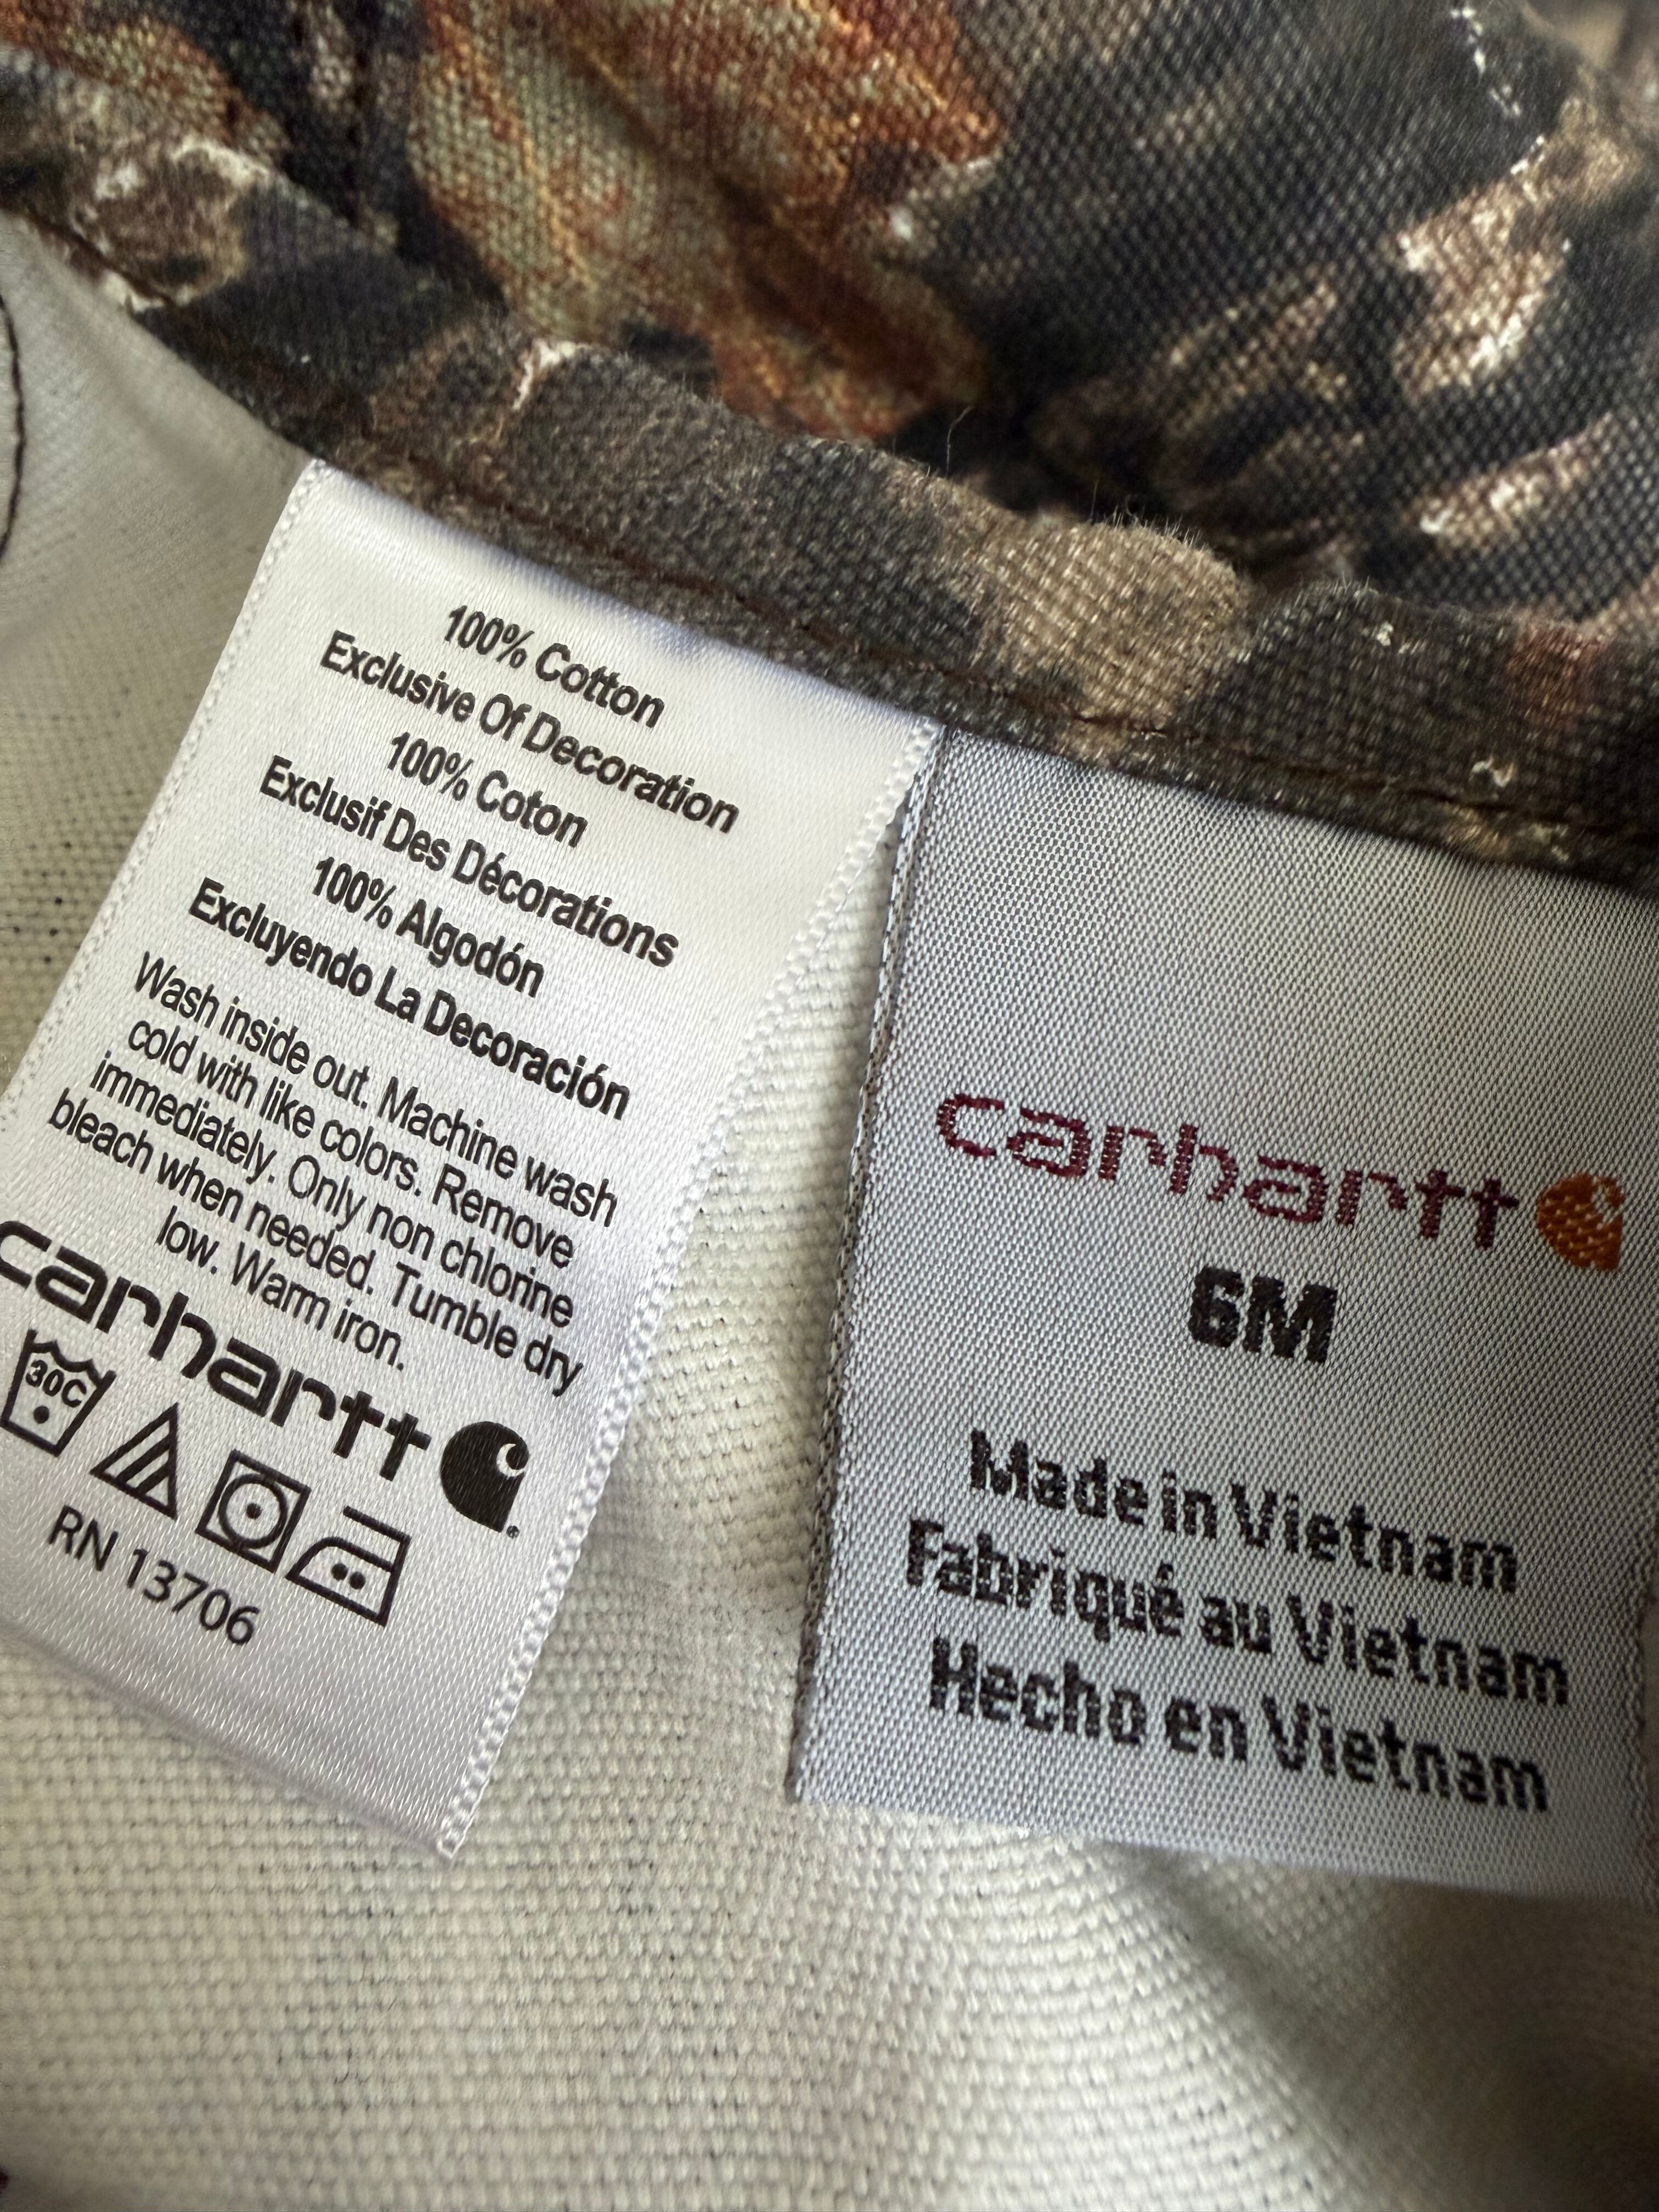 100% Cotton
Exclusive Of Decoration
100% Coton
Exclusif Des Décorations
100% Algodón
Excluyendo La Decoración
Wash inside out. Machine wash
cold with like colors. Remove
immediately. Only non chlorine
bleach when needed. Tumble dry
low. Warm iron.
carhartt
30C
RN 13706
carhartt
6M
Made in Vietnam
Fabriqué au Vietnam
Hecho en Vietnam